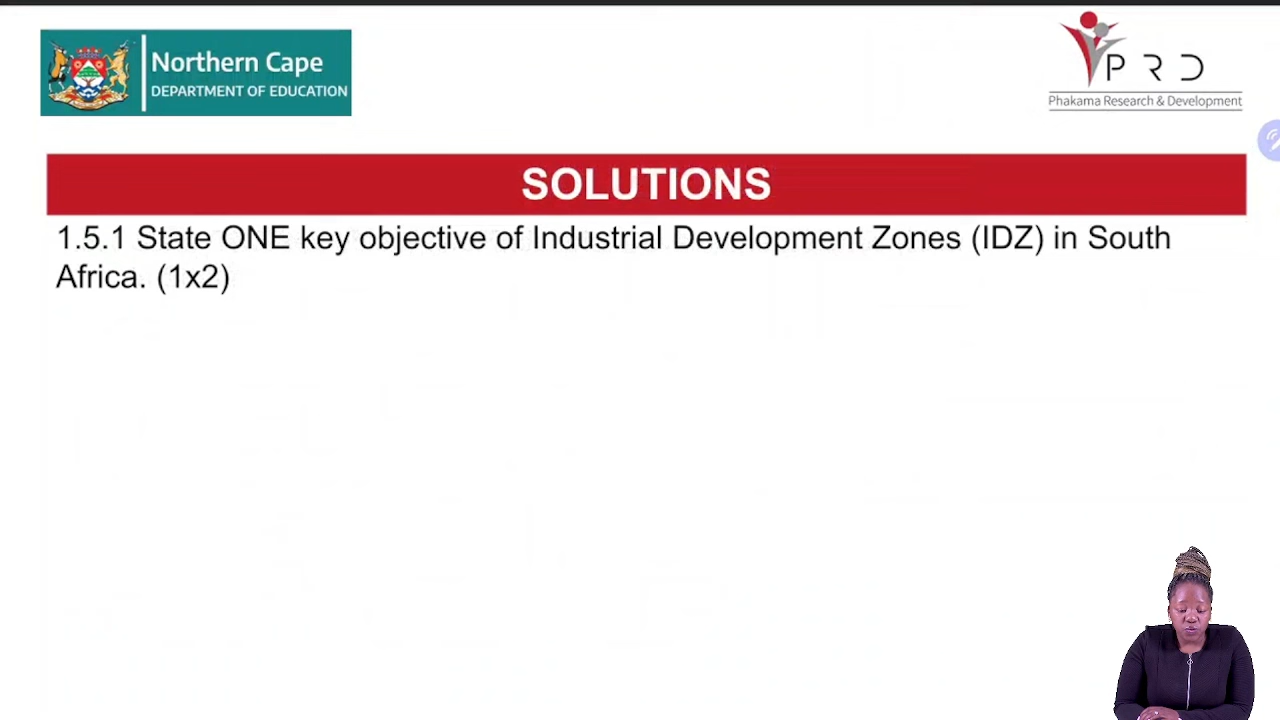 Northern Cape
DEPARTMENT OF EDUCATION
P R D
Phakama Research & Development
SOLUTIONS
1.5.1 State ONE key objective of Industrial Development Zones (IDZ) in South
Africa. (1x2)